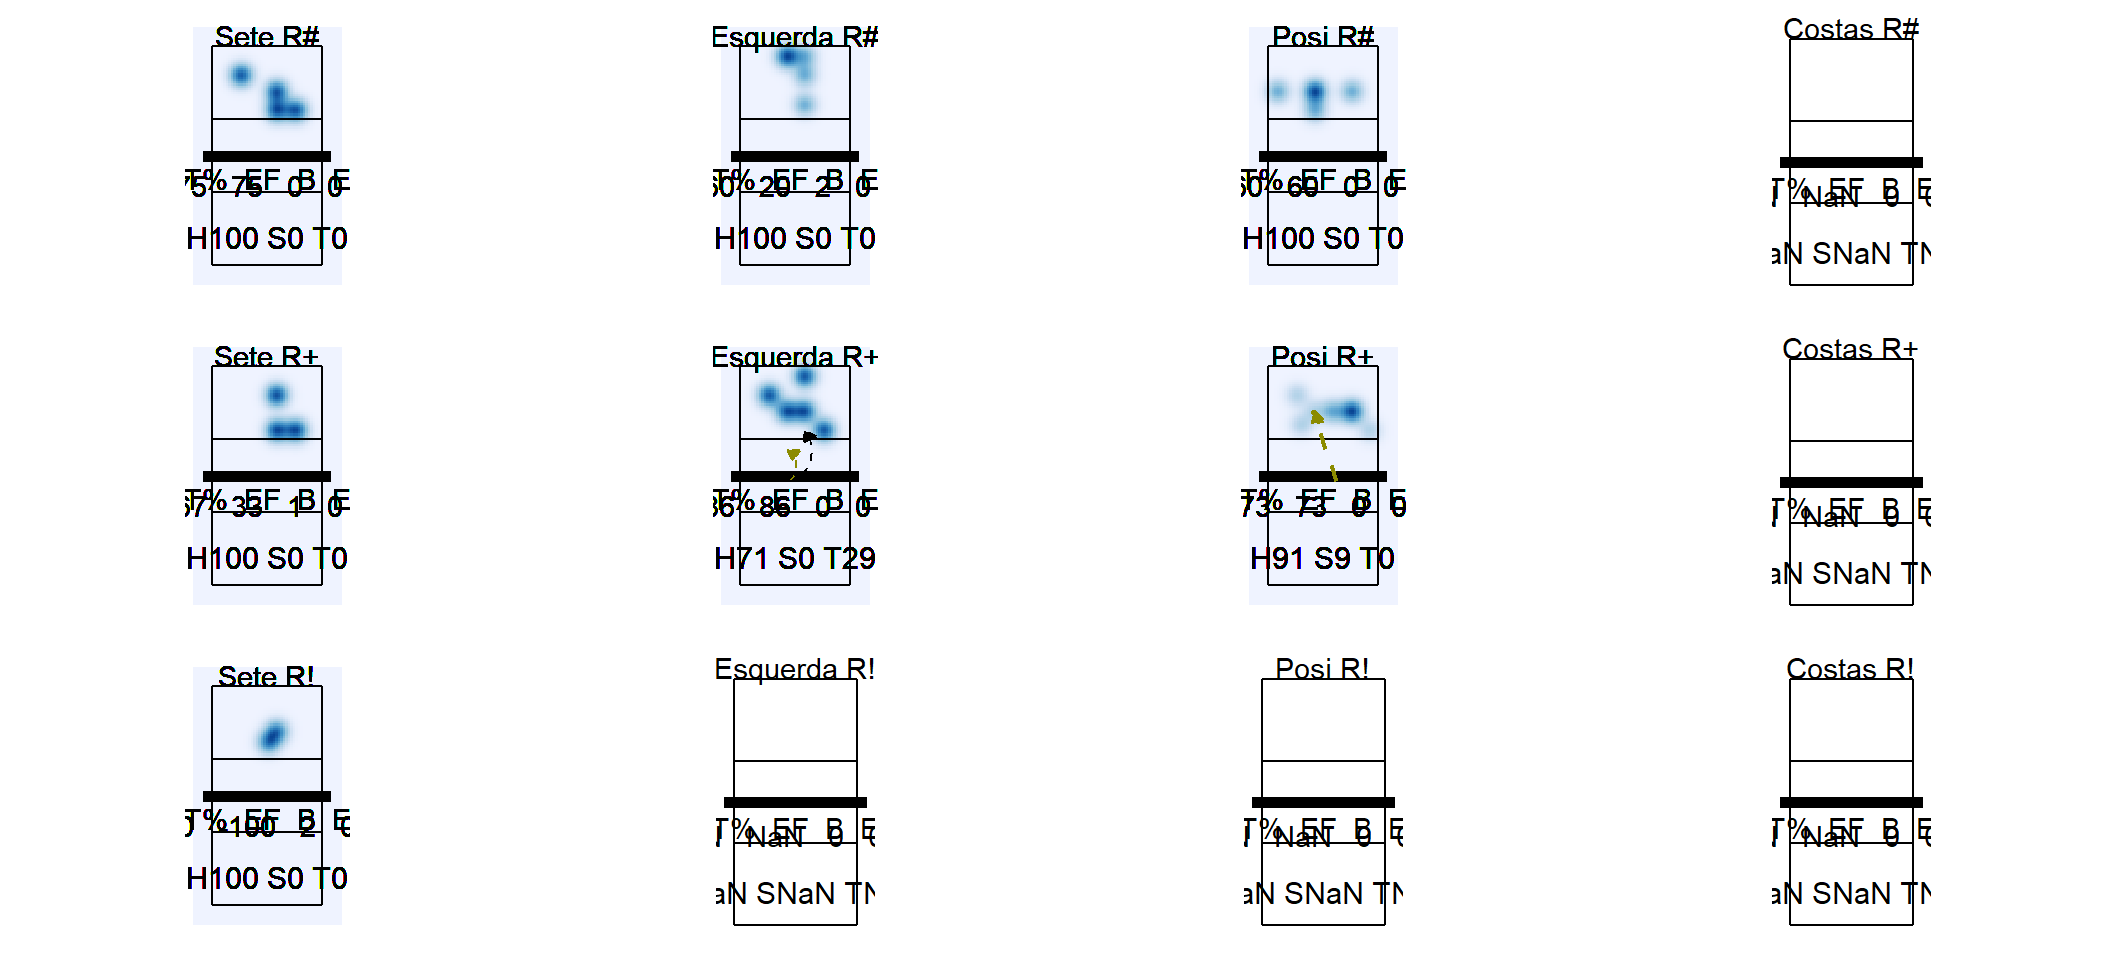 Sete R# Esquerda R# Posi R# Costas R#
T% EF B E T% EF B E T% EF B E T% EF B E
75 75 0 0 60 20 2 0 60 60 0 0 NaN 0
H100 S0 T0 H100 S0 T0 H100 S0 T0 aN SNaN TN
Sete R+ Esquerda R+ Posi R+ Costas R+
T% EF B E T% EF B E T% EF B E T% EF B E
67 33 1 0 86 86 0 0 73 73 0 0 NaN 0
H100 S0 T0 H71 S0 T29 H91 S9 T0 aN SNaN TN
Sete R! Esquerda R! Posi R! Costas R!
T% EF B E T% EF B E T% EF B E T% EF B E
-100 2 0 NaN 0 NaN 0 NaN 0
H100 S0 T0 aN SNaN TN aN SNaN TN aN SNaN TN